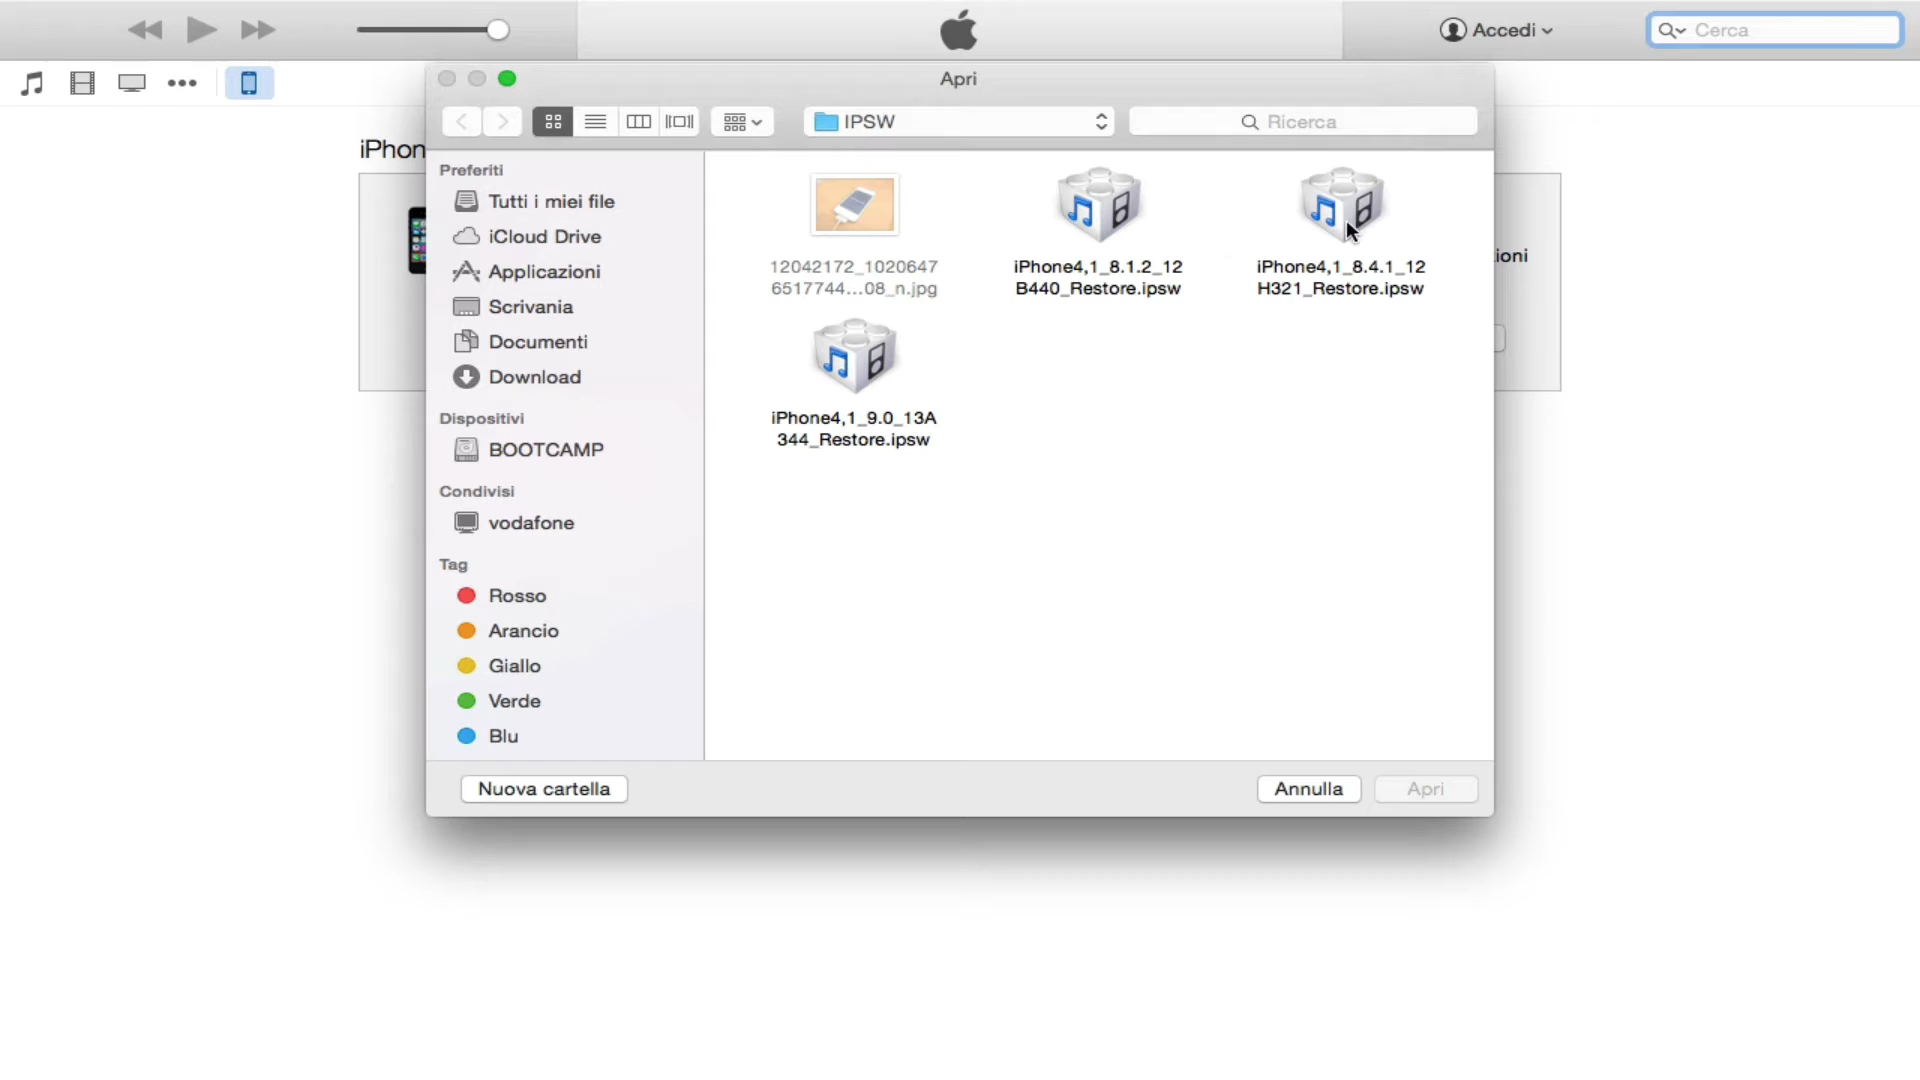 Accedi
Cerca
Apri
IPSW
Ricerca
iPhon
Preferiti
Tutti i miei file
iCloud Drive
Applicazioni
Scrivania
Documenti
Download
Dispositivi
BOOTCAMP
Condivisi
vodafone
Tag
Rosso
Arancio
Giallo
Verde
Blu
12042172_1020647
6517744...08_n.jpg
iPhone4,1_8.1.2_12
B440_Restore.ipsw
iPhone4,1_8.4.1_12
H321_Restore.ipsw
iPhone4,1_9.0_13A
344_Restore.ipsw
ioni
Nuova cartella
Annulla
Apri